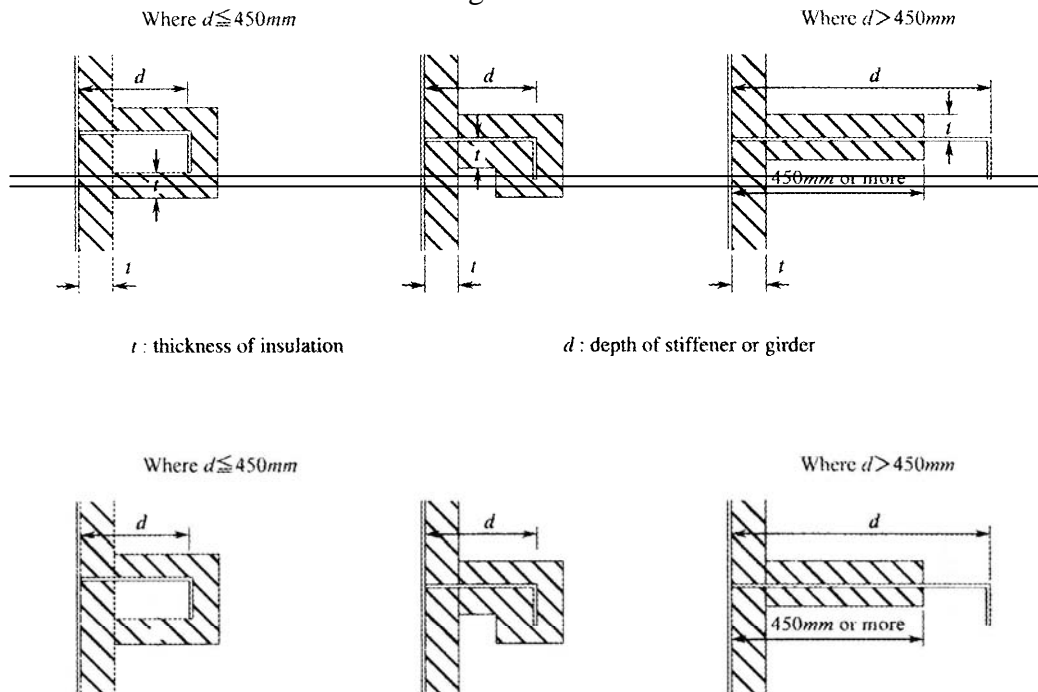 Where d≦450mm
Where d>450mm
d
d
d
t
t
t
450mm or more
t
t
t
t : thickness of insulation
d : depth of stiffener or girder
Where d≦450mm
Where d>450mm
d
d
d
450mm or more